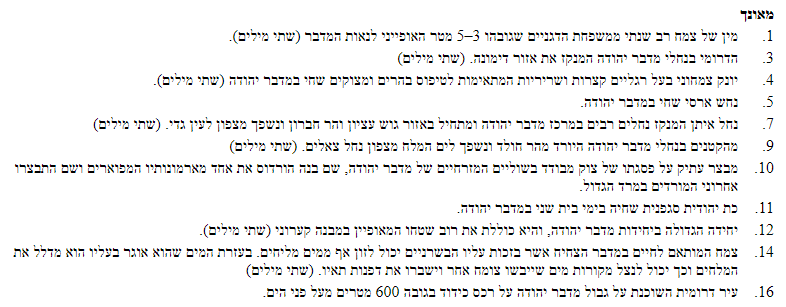 מאונך
1. מין של צמח רב שנתי ממשפחת הדגניים שגובהו 3–5 מטר האופייני לנאות המדבר (שתי מילים).
3. הדרומי בנחלי מדבר יהודה המנקז את אזור דימונה. (שתי מילים)
4. יונק צמחוני בעל רגליים קצרות ושריריות המתאימות לטיפוס בהרים ומצוקים שחי במדבר יהודה (שתי מילים).
5. נחש ארסי שחי במדבר יהודה.
7. נחל איתן המנקז נחלים רבים במרכז מדבר יהודה ומתחיל באזור גוש עציון והר חברון ונשפך מצפון לעין גדי. (שתי מילים)
9. מהקטנים בנחלי מדבר יהודה היורד מהר חולד ונשפך לים המלח מצפון נחל צאלים. (שתי מילים)
10. מבצר עתיק על פסגתו של צוק מבודד בשוליים המזרחיים של מדבר יהודה, שם בנה הורדוס את אחד מארמונותיו המפוארים ושם התבצרו
אחרוני המורדים במרד הגדול.
11. כת יהודית סגפנית שחיה בימי בית שני במדבר יהודה.
12. יחידה הגדולה ביחידות מדבר יהודה, והיא כוללת את רוב שטחו המאופיין במבנה קערוני (שתי מילים).
14. צמח המותאם לחיים במדבר הצחיח אשר בזכות עליו הבשרניים יכול לזון אף ממים מליחים. בעזרת המים שהוא אוגר בעליו הוא מדלל את
המלחים וכך יכול לנצל מקורות מים שייבשו צומח אחר וישברו את דפנות תאיו. (שתי מילים)
16. עיר דרומית השוכנת על גבול מדבר יהודה על רכס כידוד בגובה 600 מטרים מעל פני הים.